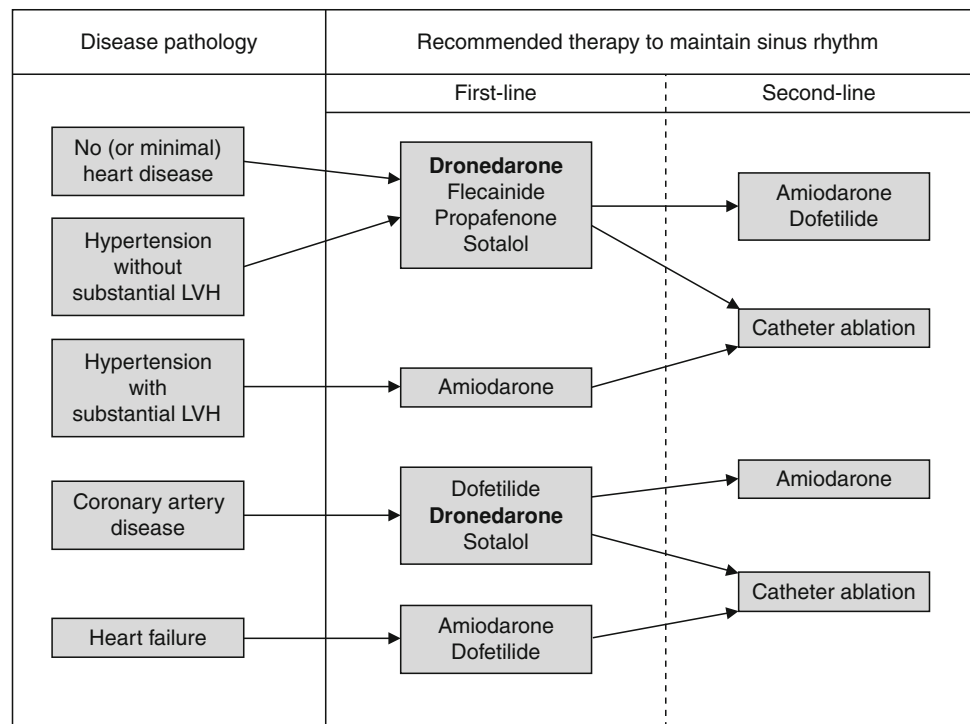 Disease pathology
Recommended therapy to maintain sinus rhythm
First-line
Second-line
No (or minimal)
heart disease
Hypertension
without
substantial LVH
Hypertension
with
substantial LVH
Coronary artery
disease
Heart failure
Dronedarone
Flecainide
Propafenone
Sotalol
Amiodarone
Dofetilide
Dronedarone
Sotalol
Amiodarone
Dofetilide
Amiodarone
Dofetilide
Catheter ablation
Amiodarone
Catheter ablation